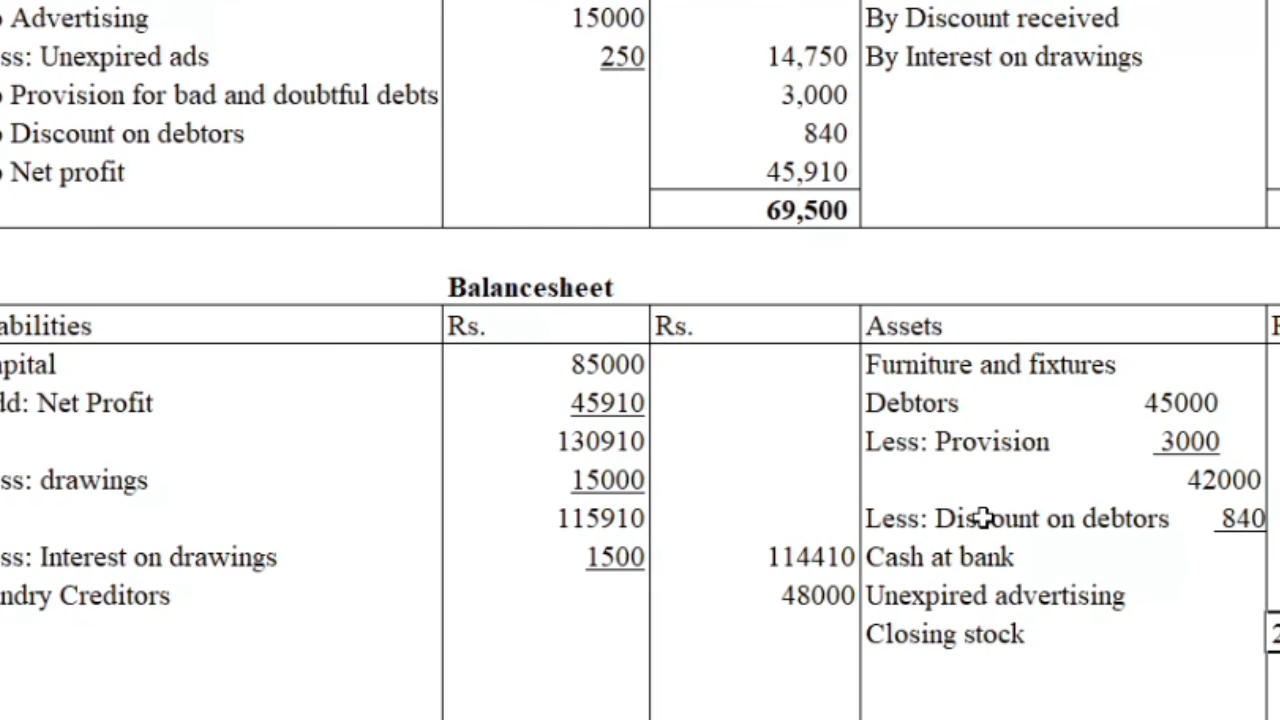 Advertising 15000 By Discount received
ss: Unexpired ads 250 14,750 By Interest on drawings
Provision for bad and doubtful debts 3,000
Discount on debtors 840
Net profit 45,910
69,500
Balancesheet
abilities Rs. Rs. Assets
apital 85000 Furniture and fixtures
dd: Net Profit 45910 Debtors 45000
130910 Less: Provision 3000
ss: drawings 15000 42000
115910 Less: Discount on debtors 840
ss: Interest on drawings 1500 114410 Cash at bank
ndry Creditors 48000 Unexpired advertising
Closing stock 2